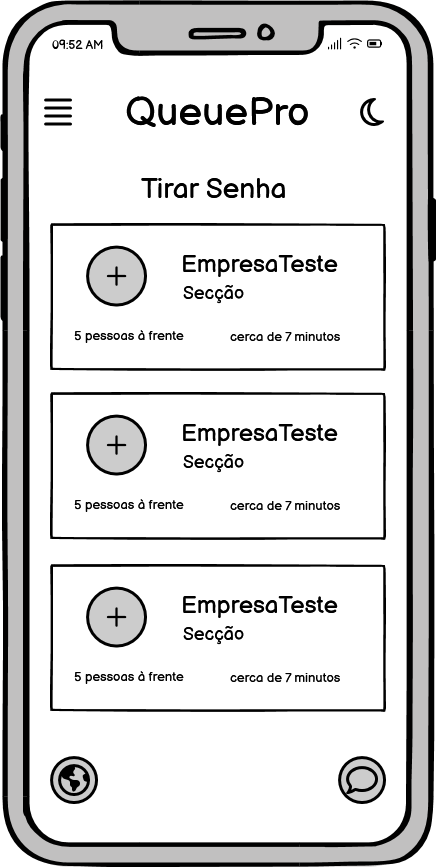 09:52 AM
QueuePro
Tirar Senha
EmpresaTeste
Secção
5 pessoas à frente
cerca de 7 minutos
EmpresaTeste
Secção
5 pessoas à frente
cerca de 7 minutos
EmpresaTeste
Secção
5 pessoas à frente
cerca de 7 minutos